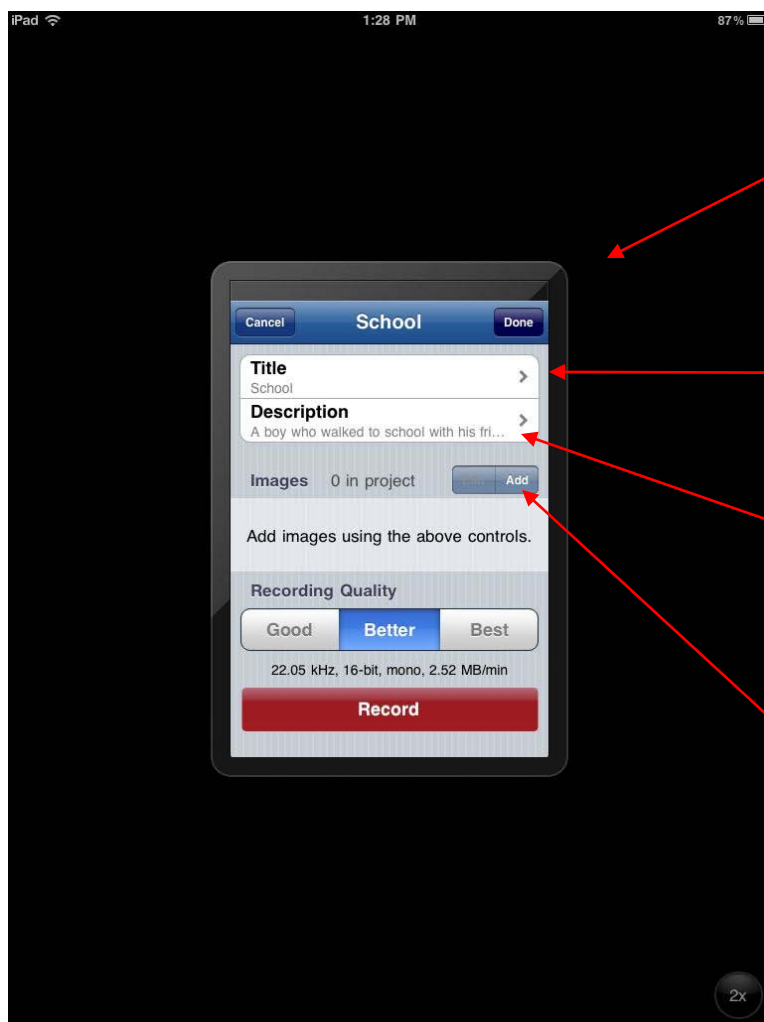 iPad 1:28 PM 87%
Cancel School Done
Title
School
Description
A boy who walked to school with his fri...
Images 0 in project Edit Add
Add images using the above controls.
Recording Quality
Good Better Best
22.05 kHz, 16-bit, mono, 2.52 MB/min
Record
2x